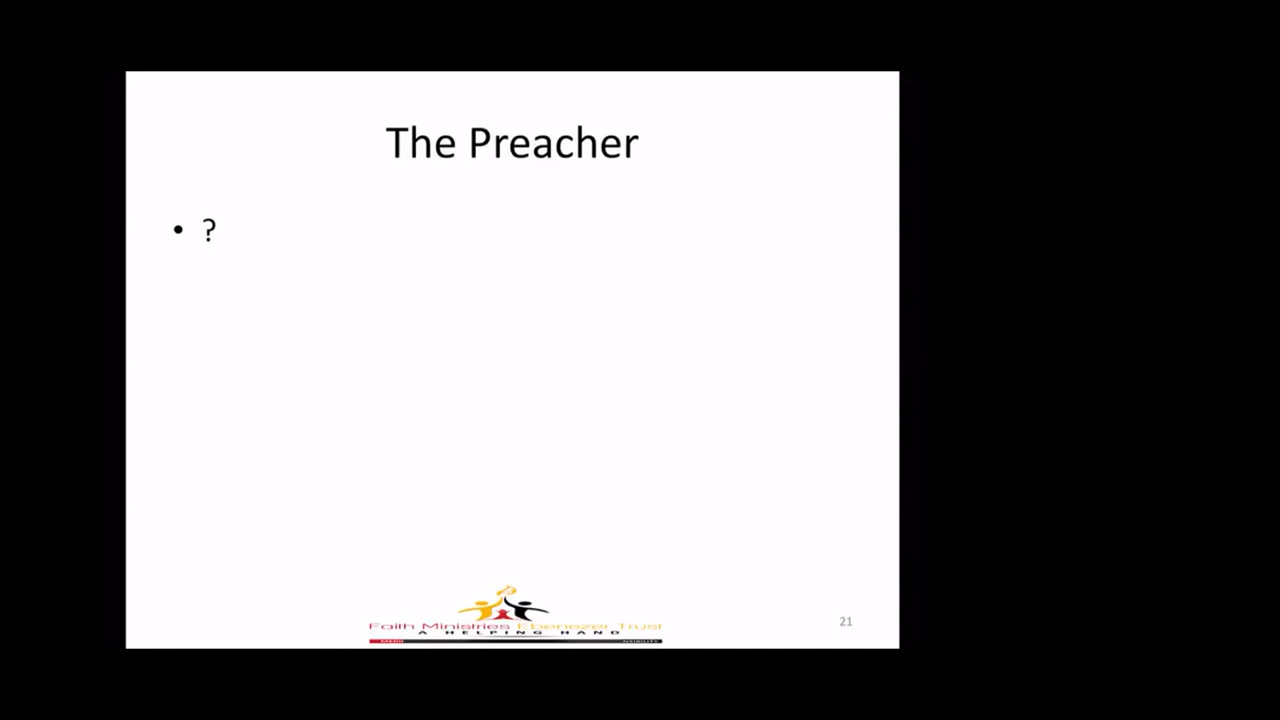 The Preacher
• ?
Faith Ministries Ebenezer Trust
A HELPING HAND
21